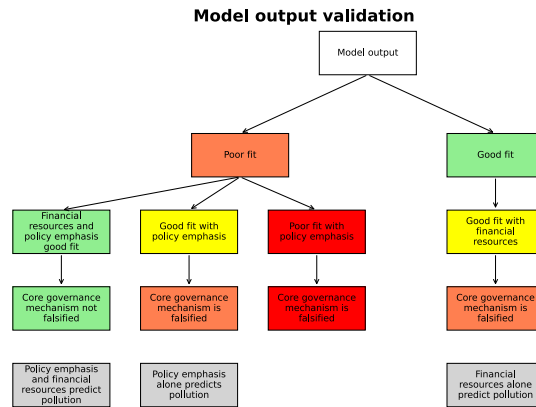 Model output validation
Model output
Poor fit
Good fit
Financial
resources and
policy emphasis
good fit
Good fit with
policy emphasis
Poor fit with
policy emphasis
Good fit with
financial
resources
Core governance
mechanism not
falsified
Core governance
mechanism is
falsified
Core governance
mechanism is
falsified
Core governance
mechanism is
falsified
Policy emphasis
and financial
resources predict
pollution
Policy emphasis
alone predicts
pollution
Financial
resources alone
predict pollution